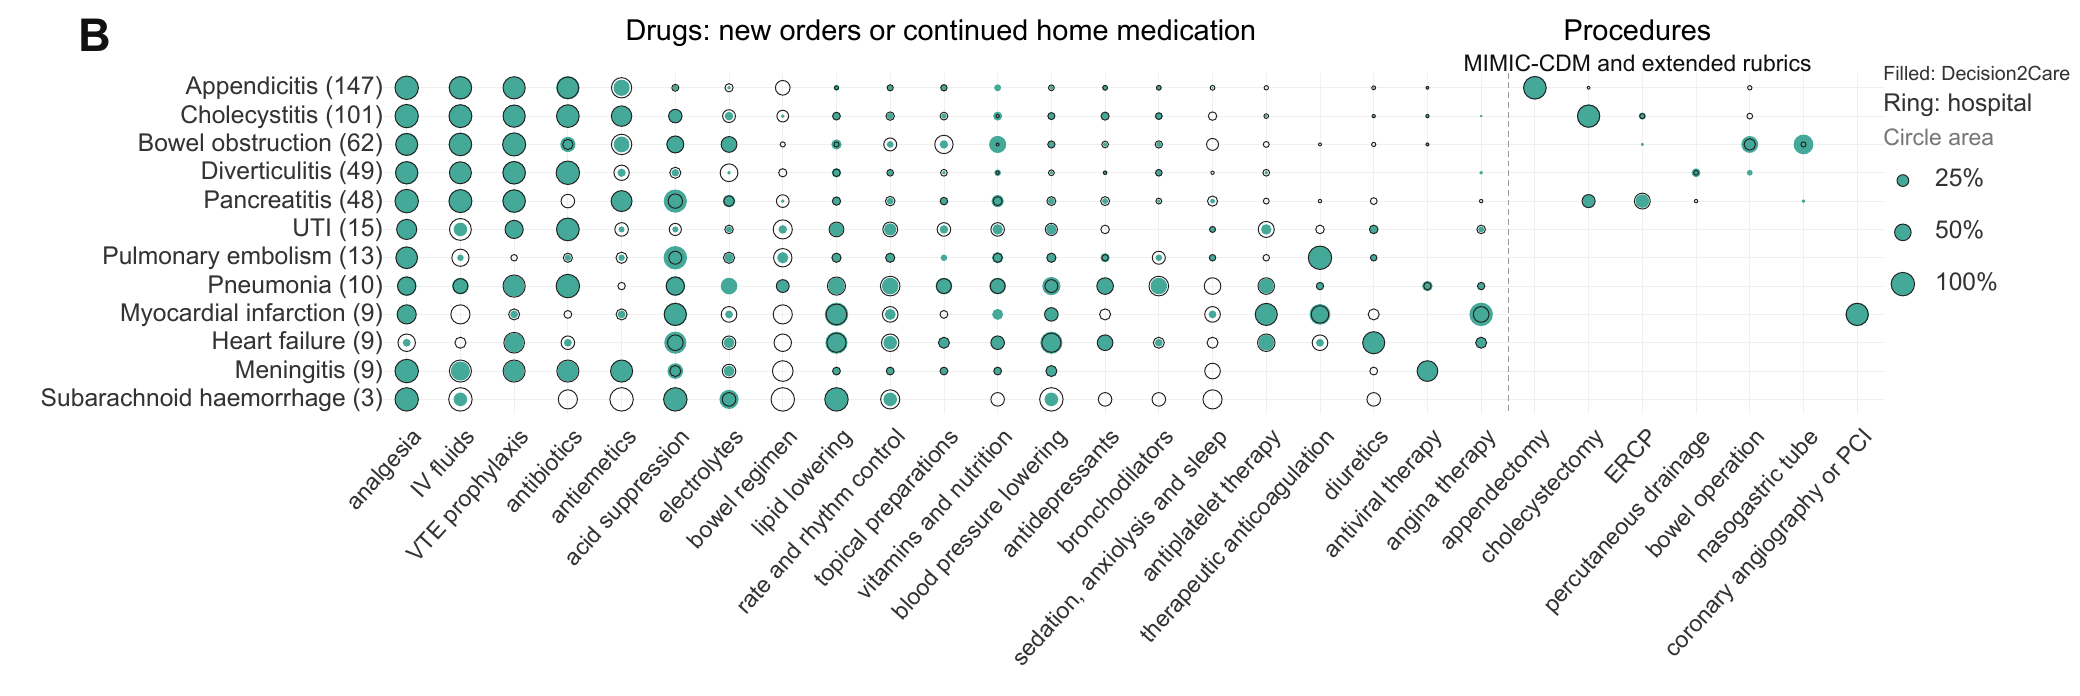 B
Drugs: new orders or continued home medication
Procedures
MIMIC-CDM and extended rubrics
Filled: Decision2Care
Ring: hospital
Circle area
25%
50%
100%
Appendicitis (147)
Cholecystitis (101)
Bowel obstruction (62)
Diverticulitis (49)
Pancreatitis (48)
UTI (15)
Pulmonary embolism (13)
Pneumonia (10)
Myocardial infarction (9)
Heart failure (9)
Meningitis (9)
Subarachnoid haemorrhage (3)
analgesia
IV fluids
VTE prophylaxis
antibiotics
antiemetics
acid suppression
electrolytes
bowel regimen
lipid lowering
rate and rhythm control
topical preparations
vitamins and nutrition
blood pressure lowering
antidepressants
bronchodilators
sedation, anxiolysis and sleep
antiplatelet therapy
therapeutic anticoagulation
diuretics
antiviral therapy
angina therapy
appendectomy
cholecystectomy
ERCP
percutaneous drainage
bowel operation
nasogastric tube
coronary angiography or PCI